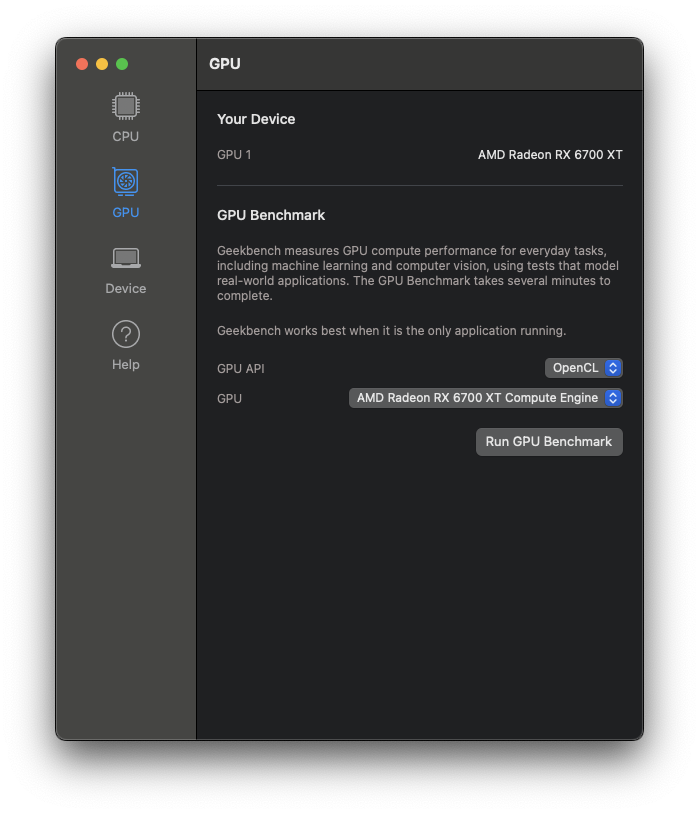 GPU
CPU
GPU
Device
Help
Your Device
GPU 1 AMD Radeon RX 6700 XT
GPU Benchmark
Geekbench measures GPU compute performance for everyday tasks,
including machine learning and computer vision, using tests that model
real-world applications. The GPU Benchmark takes several minutes to
complete.
Geekbench works best when it is the only application running.
GPU API OpenCL
GPU AMD Radeon RX 6700 XT Compute Engine
Run GPU Benchmark